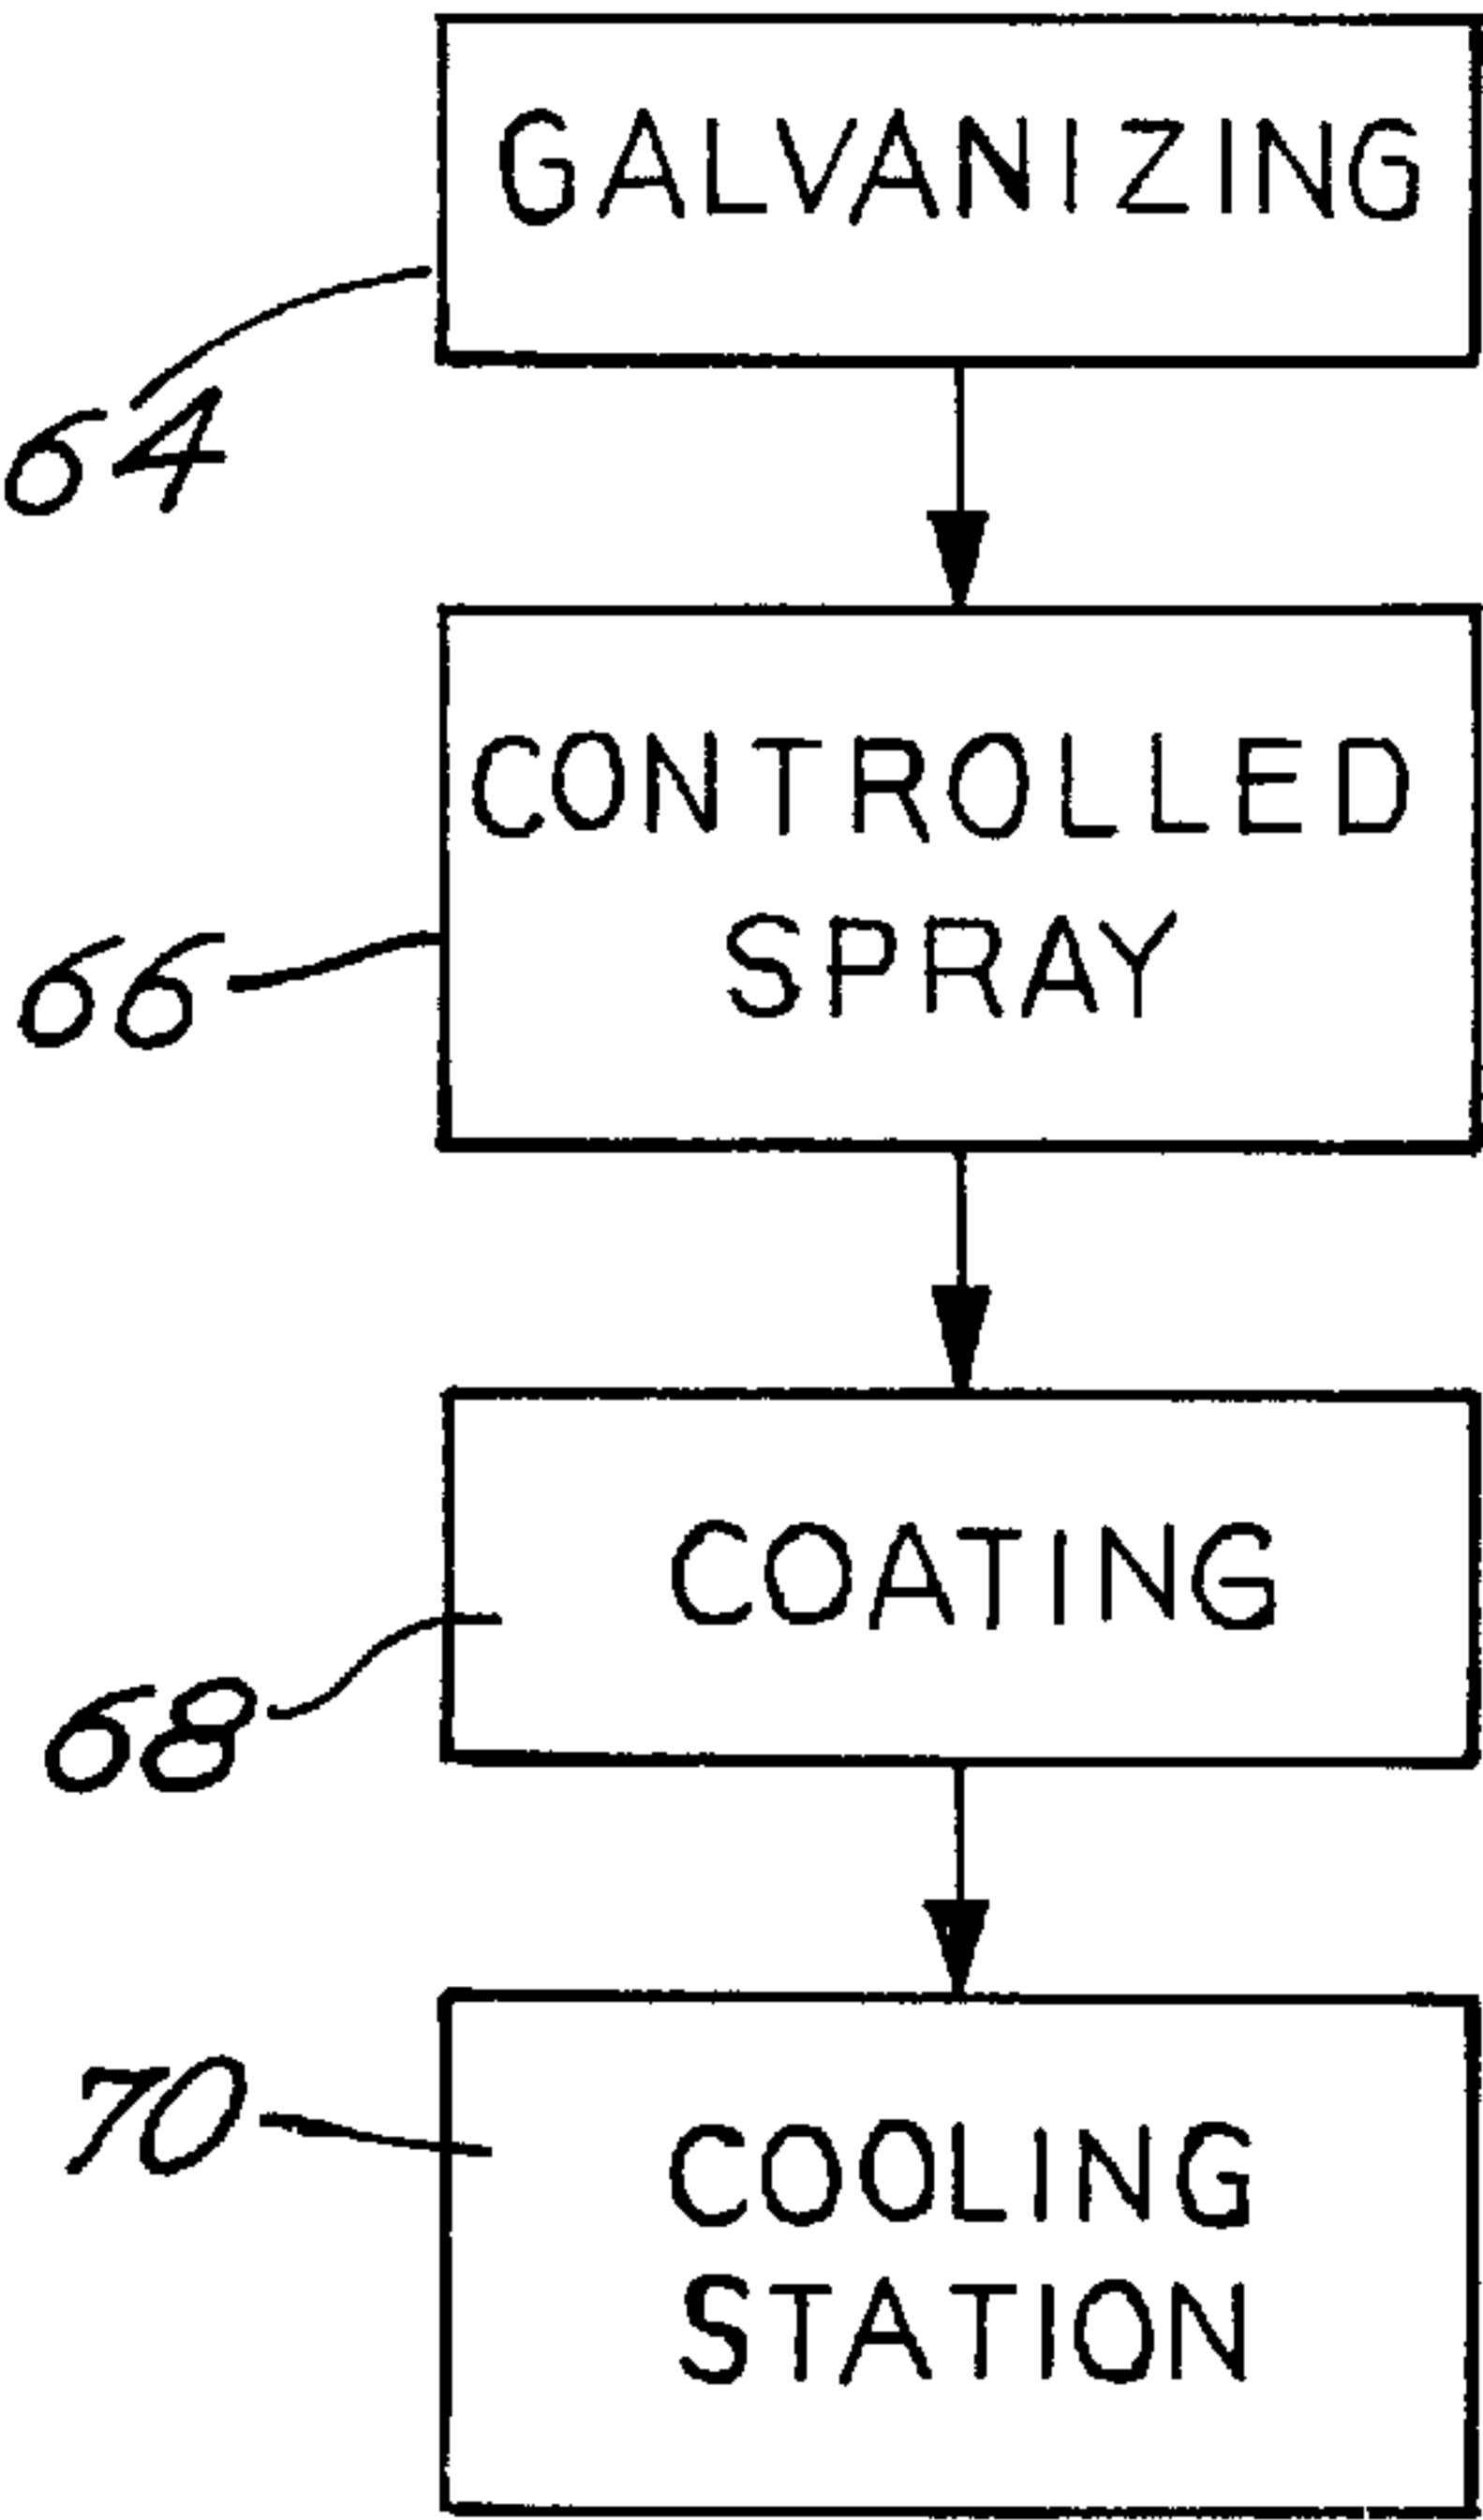 GALVANIZING
64
CONTROLLED
SPRAY
66
COATING
68
70
COOLING
STATION